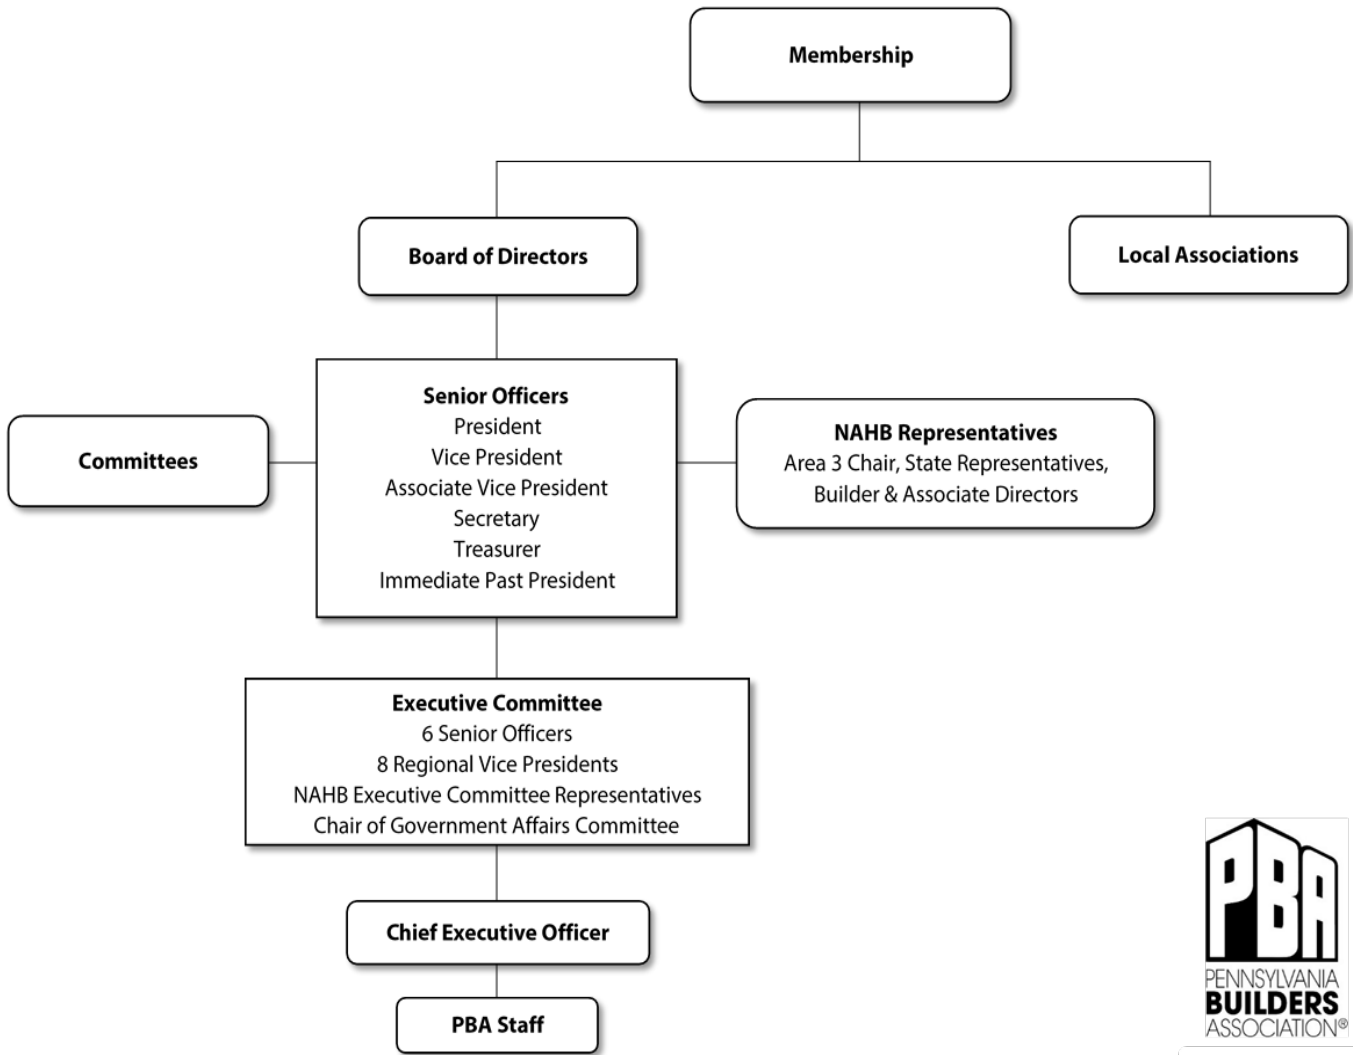 Membership
Board of Directors
Local Associations
Senior Officers
President
Vice President
Associate Vice President
Secretary
Treasurer
Immediate Past President
Committees
NAHB Representatives
Area 3 Chair, State Representatives,
Builder & Associate Directors
Executive Committee
6 Senior Officers
8 Regional Vice Presidents
NAHB Executive Committee Representatives
Chair of Government Affairs Committee
Chief Executive Officer
PBA Staff
PBA
PENNSYLVANIA
BUILDERS
ASSOCIATION®